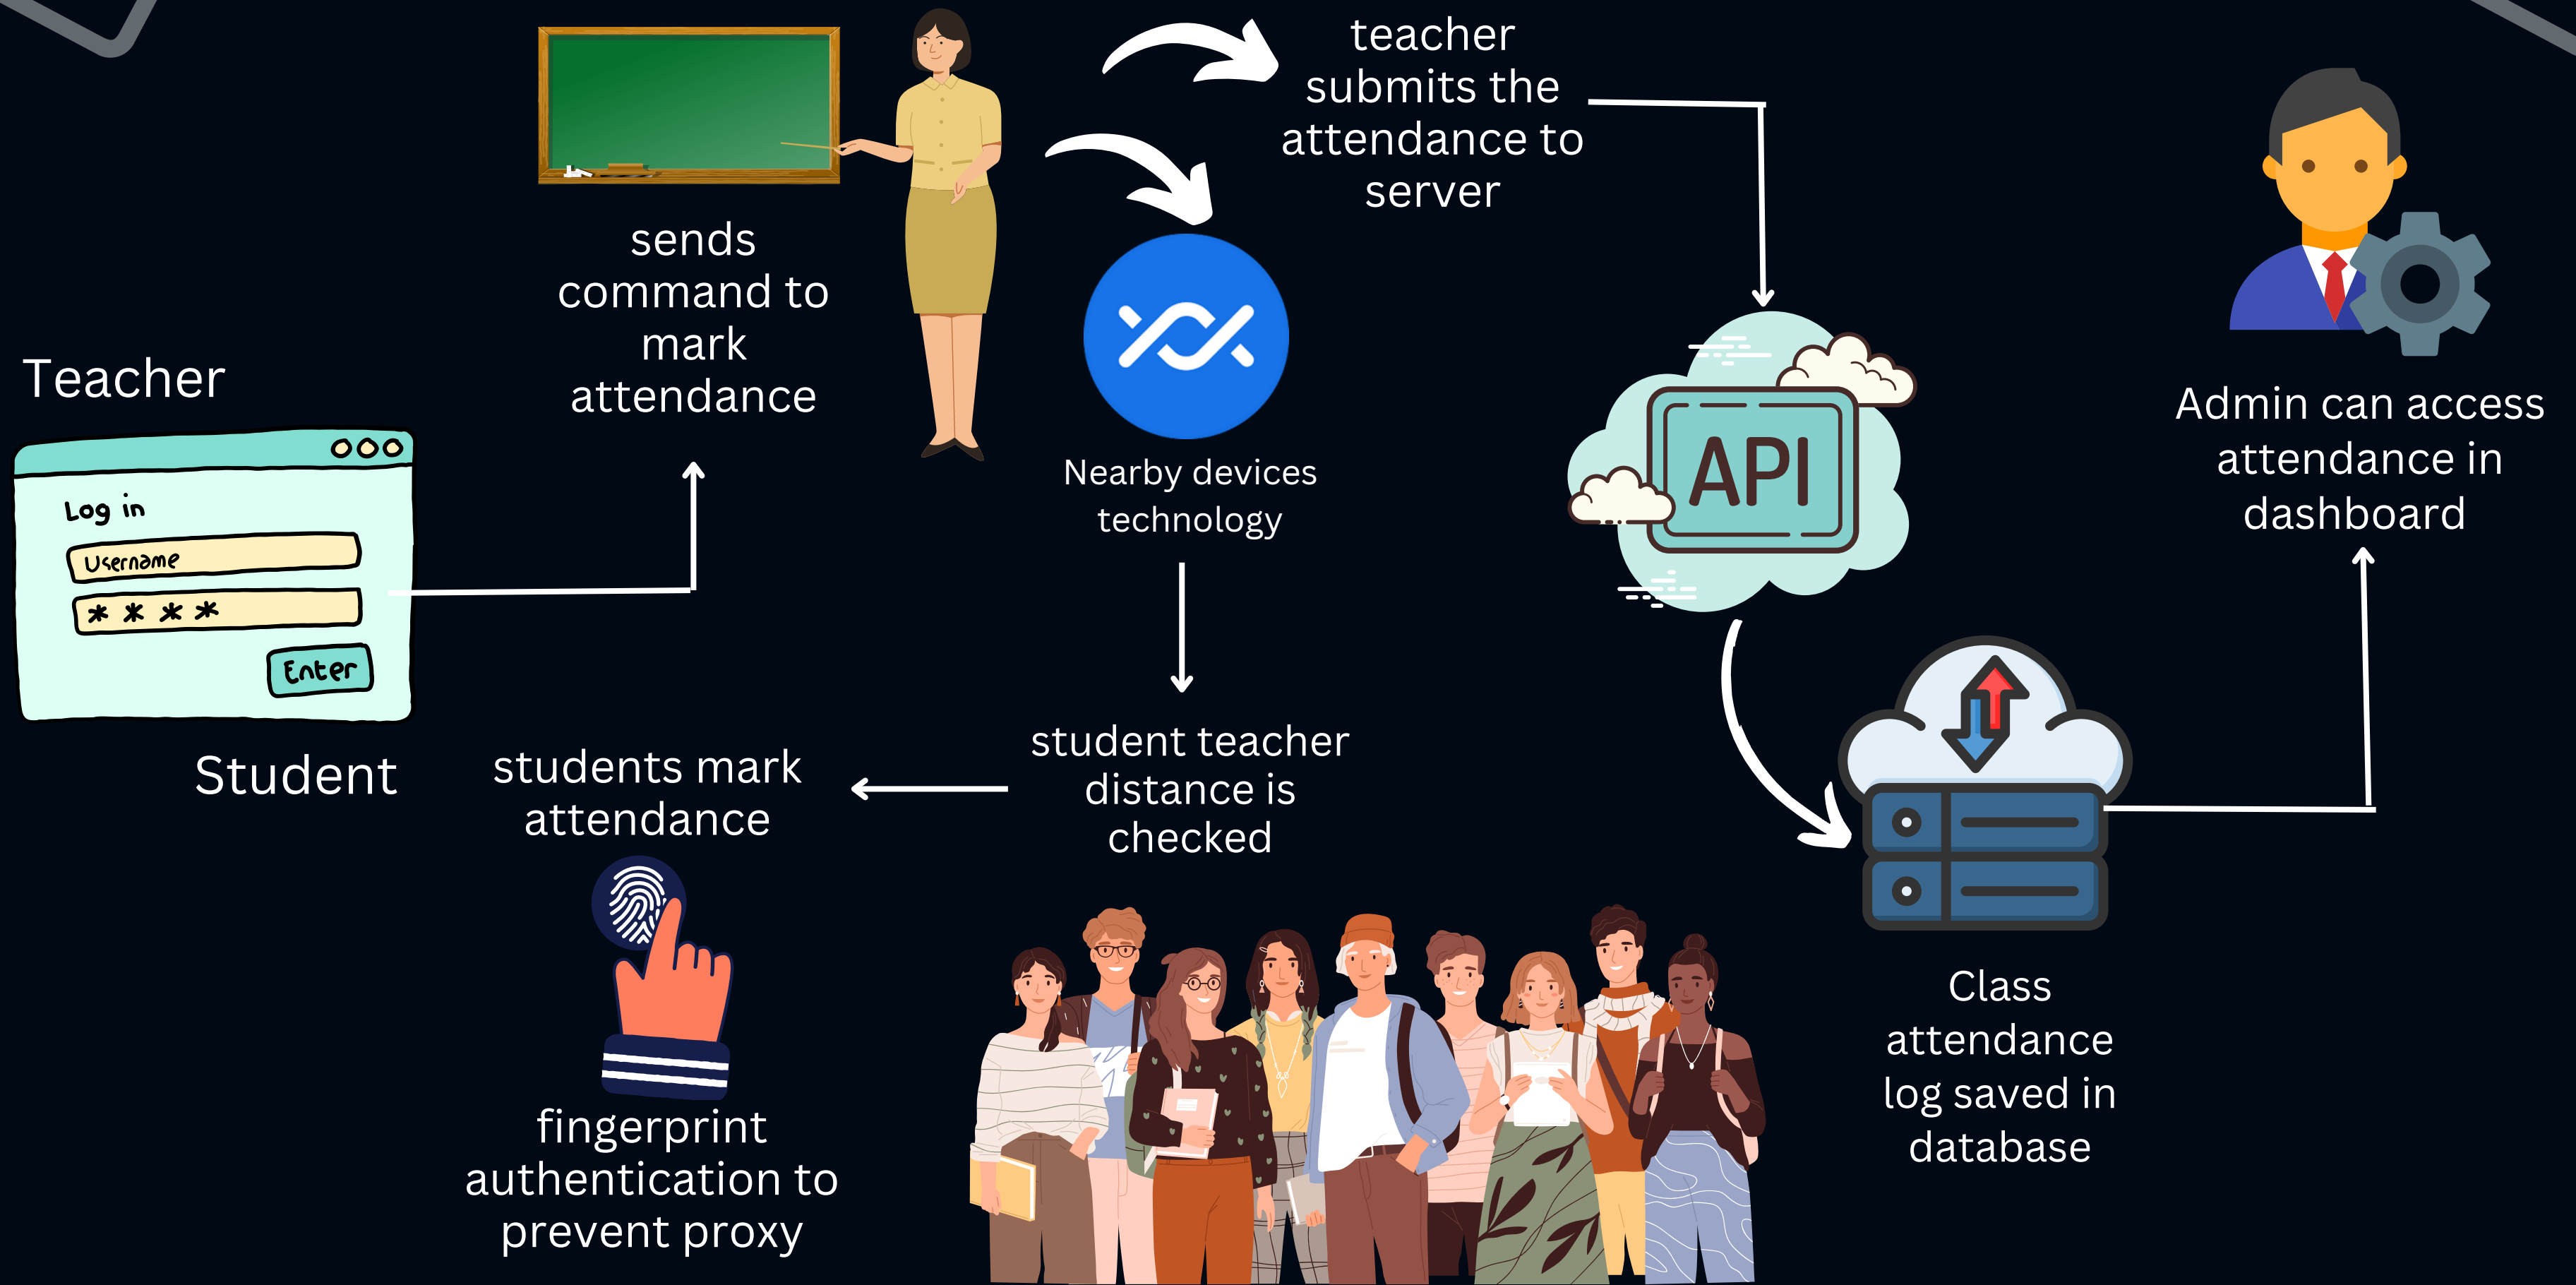 Teacher
Log in
Username
****
Enter
Student
sends
command to
mark
attendance
teacher
submits the
attendance to
server
Nearby devices
technology
student teacher
distance is
checked
students mark
attendance
fingerprint
authentication to
prevent proxy
API
Class
attendance
log saved in
database
Admin can access
attendance in
dashboard